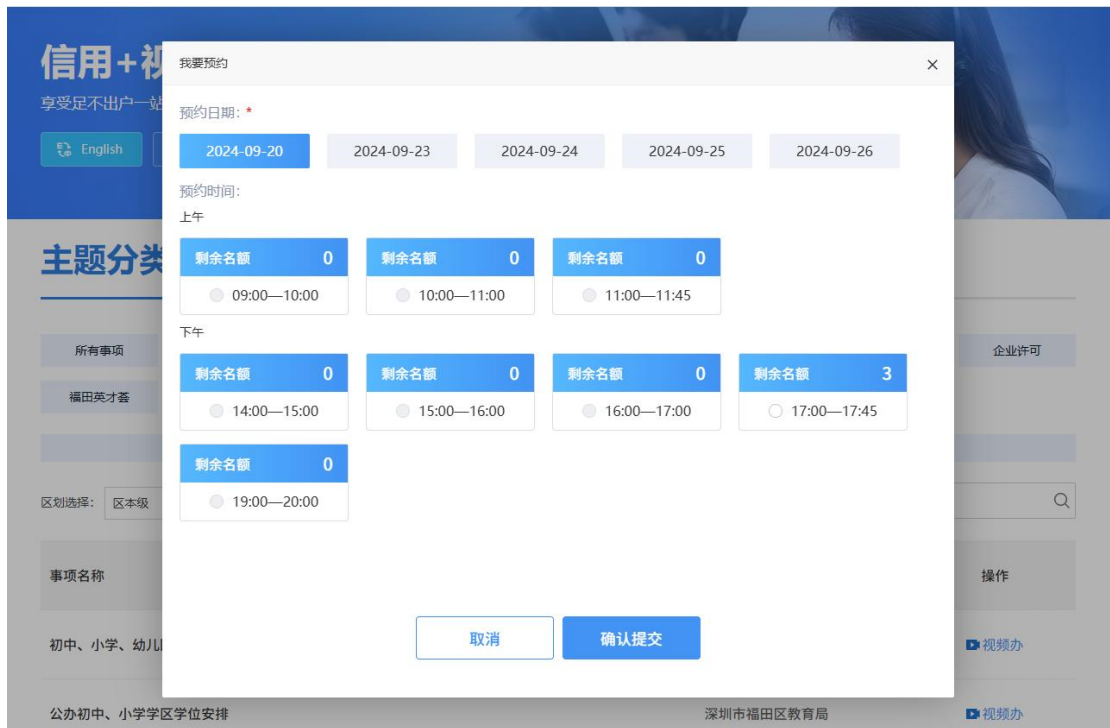 信用+视
享受足不出户一站
English
我要预约
预约日期: *
2024-09-20 2024-09-23 2024-09-24 2024-09-25 2024-09-26
预约时间:
上午
剩余名额 0 剩余名额 0 剩余名额 0
09:00—10:00 10:00—11:00 11:00—11:45
下午
剩余名额 0 剩余名额 0 剩余名额 0 剩余名额 3
14:00—15:00 15:00—16:00 16:00—17:00 17:00—17:45
剩余名额 0
19:00—20:00
取消 确认提交
主题分类
所有事项 企业许可
福田英才荟
区划选择: 区本级
事项名称 操作
初中、小学、幼儿 视频办
公办初中、小学学区学位安排 深圳市福田区教育局 视频办